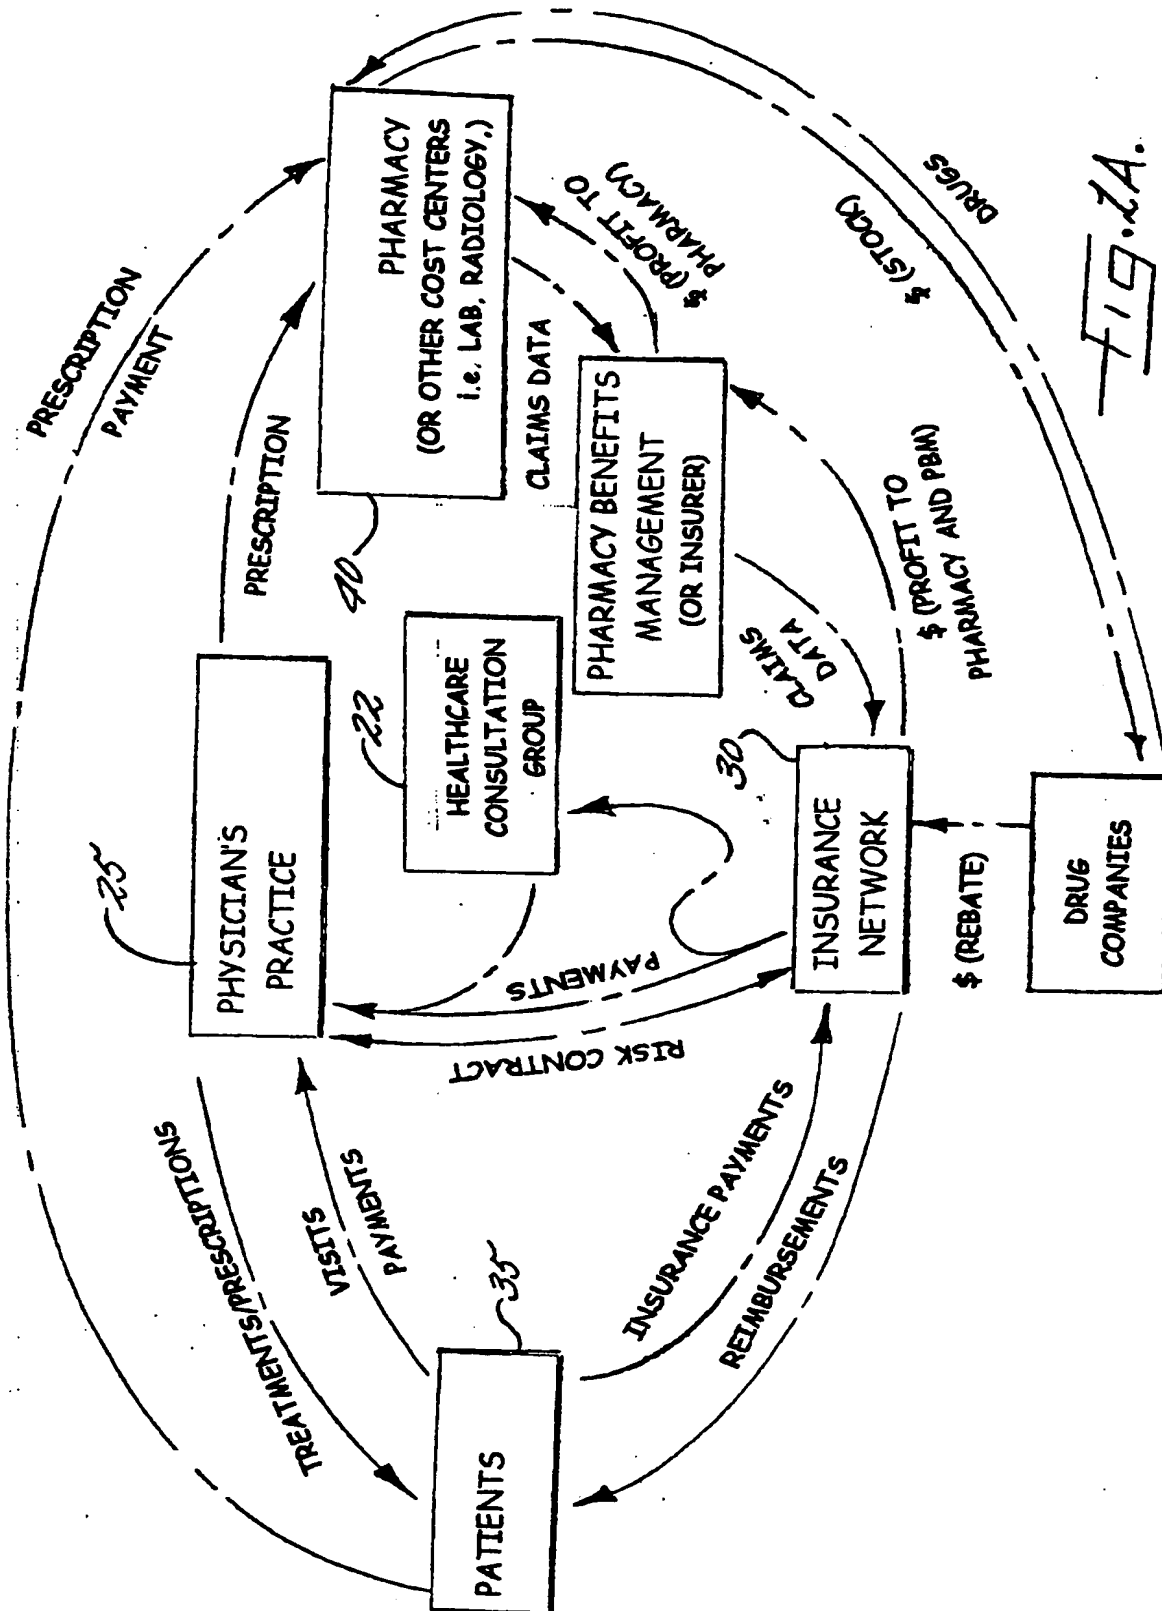 PRESCRIPTION
PAYMENT
PRESCRIPTION
PHARMACY
(OR OTHER COST CENTERS
i.e. LAB, RADIOLOGY,)
40
25
PHYSICIAN'S
PRACTICE
TREATMENTS/PRESCRIPTIONS
VISITS
PAYMENTS
22
HEALTHCARE
CONSULTATION
GROUP
CLAIMS DATA
$ (PROFIT TO
PHARMACY)
PHARMACY BENEFITS
MANAGEMENT
(OR INSURER)
35
PATIENTS
RISK CONTRACT
PAYMENTS
30
CLAIMS
DATA
INSURANCE PAYMENTS
REIMBURSEMENTS
INSURANCE
NETWORK
$ (PROFIT TO
PHARMACY AND PBM)
$ (STOCK)
DRUGS
$ (REBATE)
DRUG
COMPANIES
Fig. 2A.